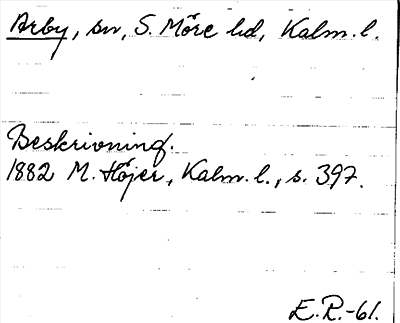 Arby, sn, S. Möre hd, Kalm. l.
Beskrivning.
1882 M. Höjer, Kalm. l., s. 397.
E. R.-61.